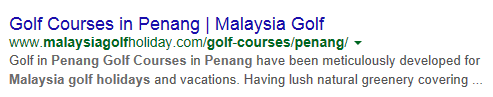 Golf Courses in Penang | Malaysia Golf
www.malaysiagolfholiday.com/golf-courses/penang/
Golf in Penang Golf Courses in Penang have been meticulously developed for
Malaysia golf holidays and vacations. Having lush natural greenery covering ...